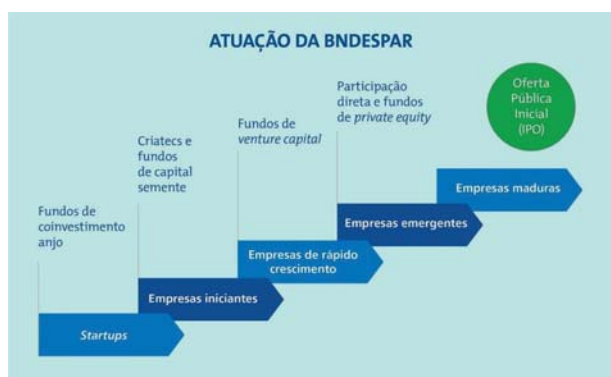 ATUAÇÃO DA BNDESPAR
Fundos de
coinvestimento
anjo
Startups
Criatecs e
fundos
de capital
semente
Empresas iniciantes
Fundos de
venture capital
Empresas de rápido
crescimento
Participação
direta e fundos
de private equity
Empresas emergentes
Oferta
Pública
Inicial
(IPO)
Empresas maduras